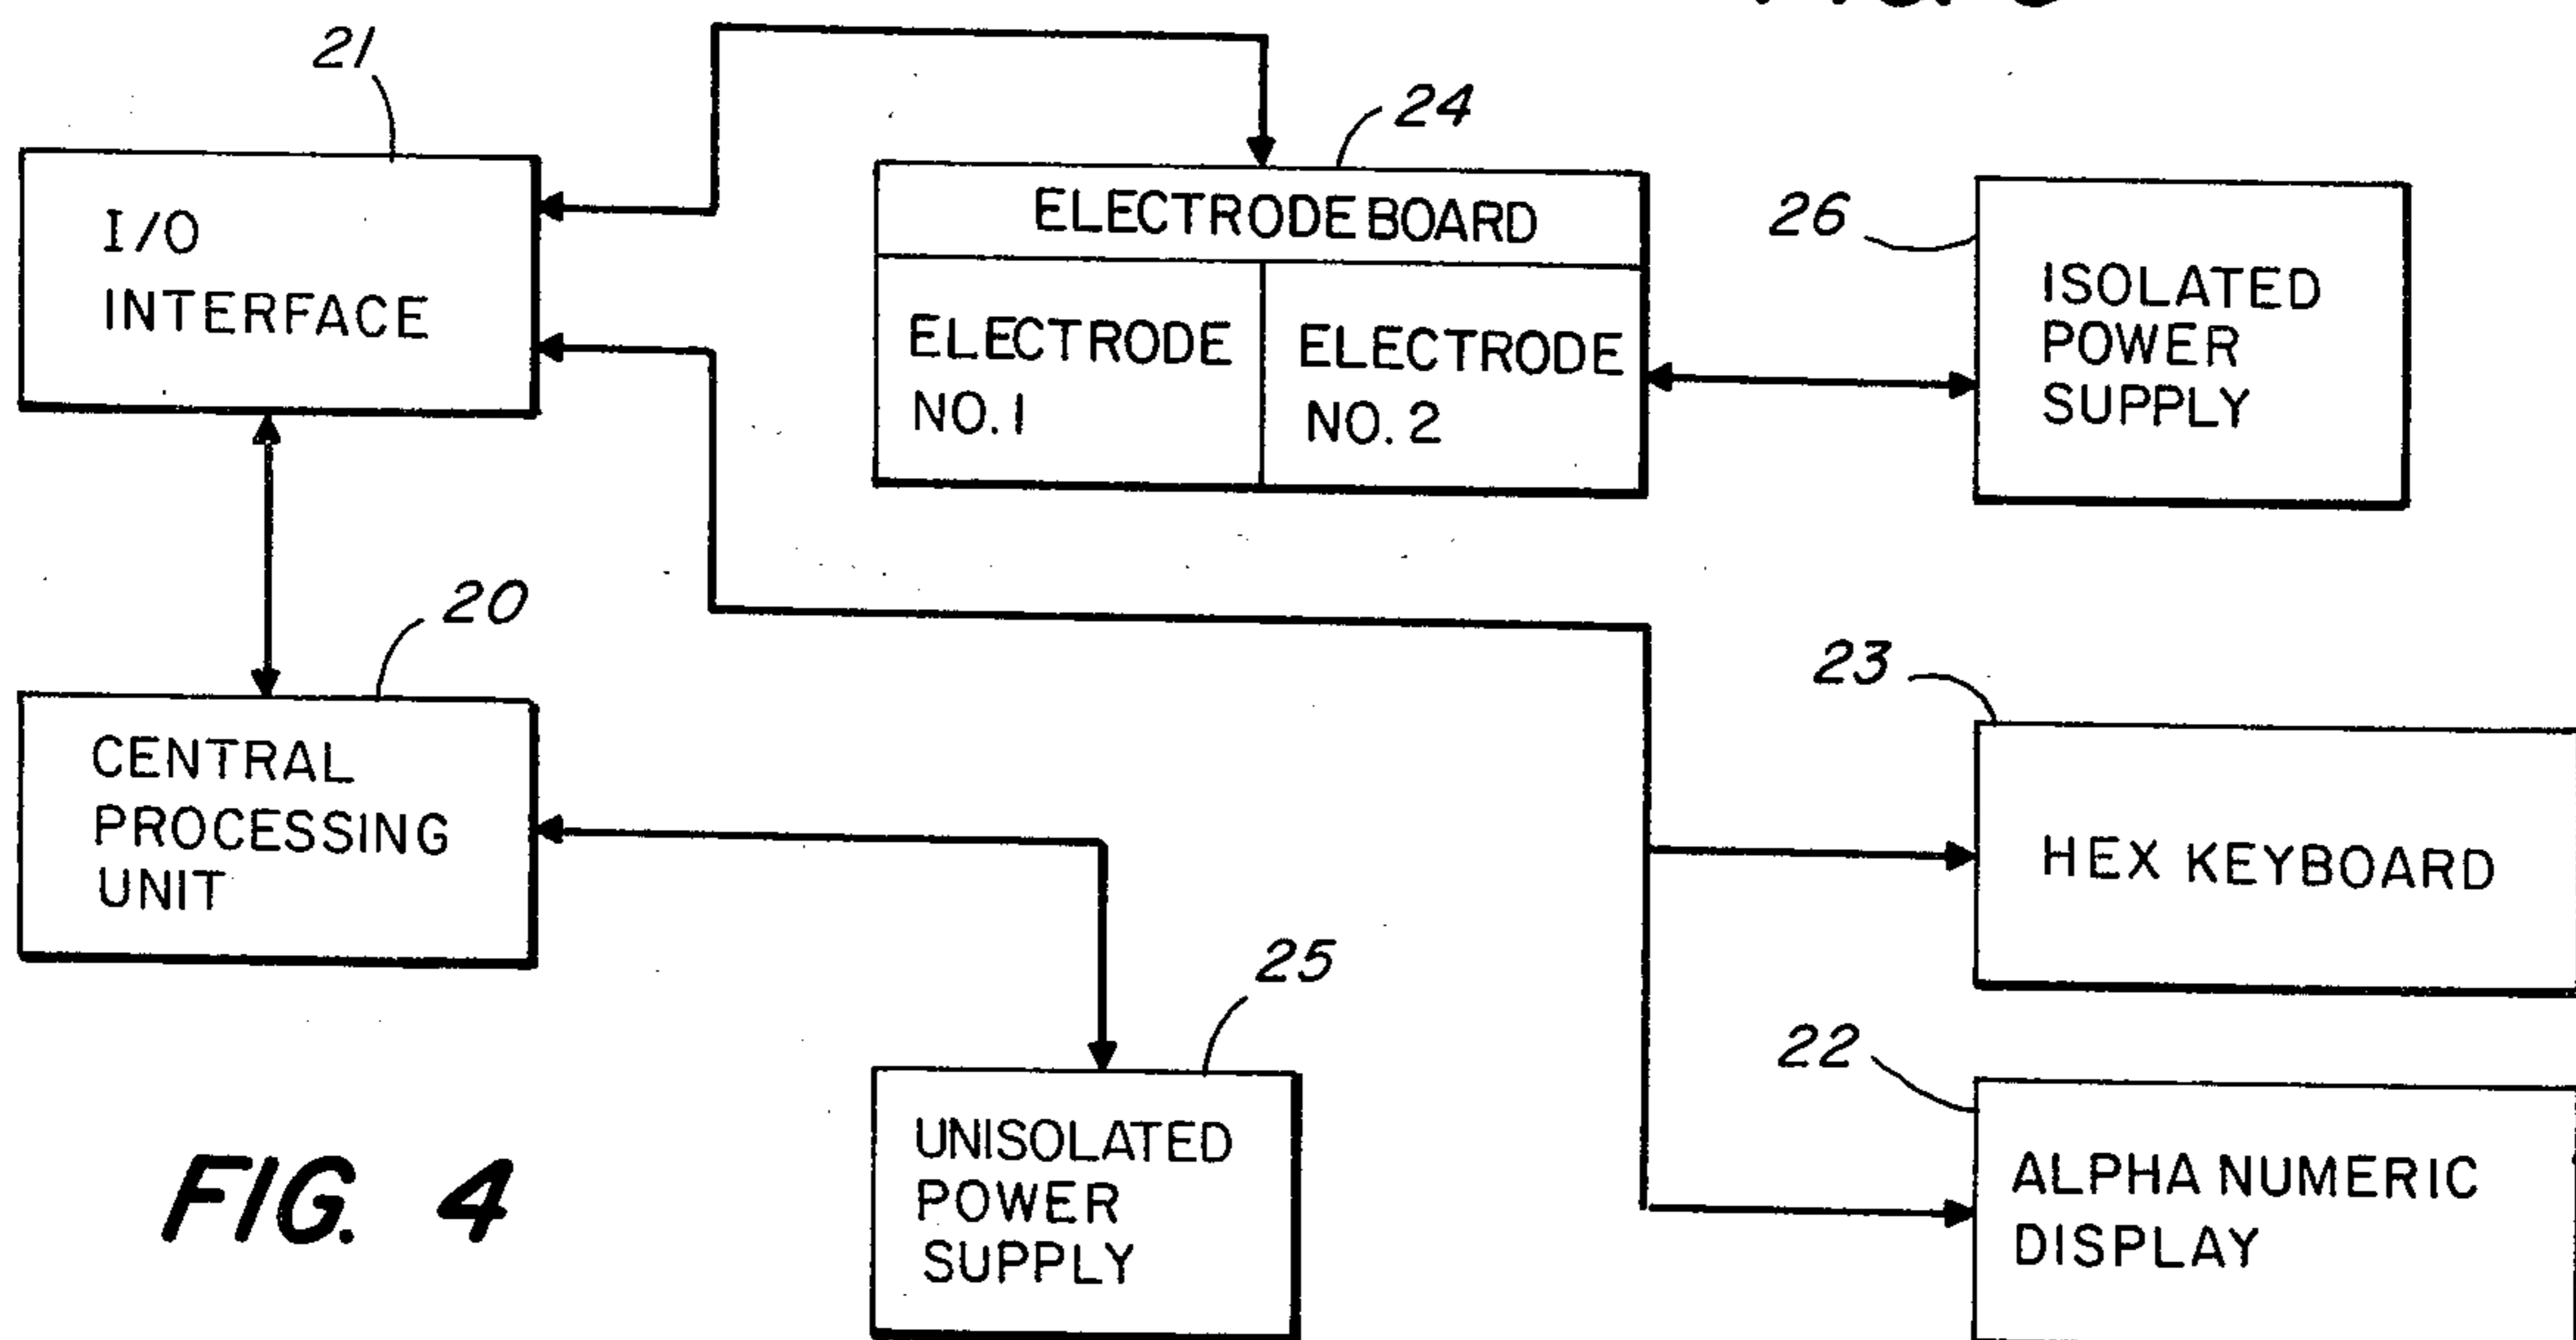 21
I/O
INTERFACE
24
ELECTRODE BOARD
ELECTRODE
NO. 1
ELECTRODE
NO. 2
26
ISOLATED
POWER
SUPPLY
20
CENTRAL
PROCESSING
UNIT
23
HEX KEYBOARD
25
UNISOLATED
POWER
SUPPLY
22
ALPHA NUMERIC
DISPLAY
FIG. 4